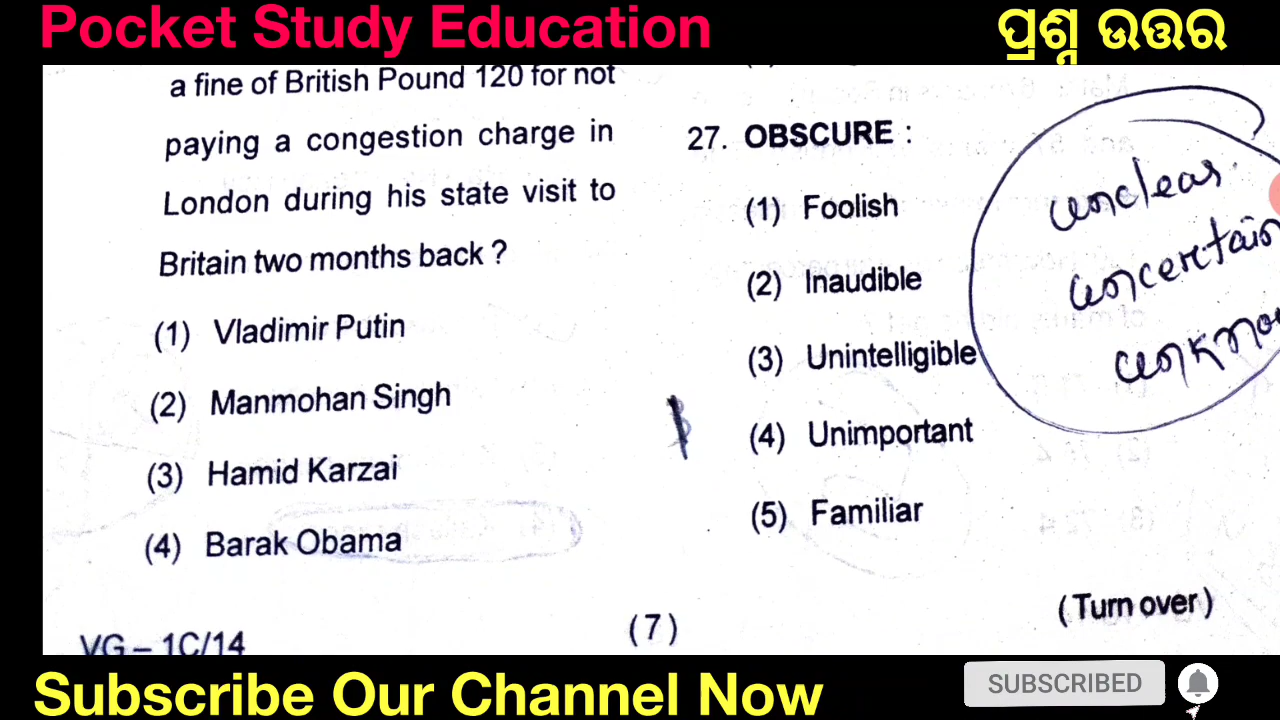 Pocket Study Education
ପ୍ରଶ୍ନ ଉତ୍ତର
a fine of British Pound 120 for not
paying a congestion charge in
London during his state visit to
Britain two months back ?
(1) Vladimir Putin
(2) Manmohan Singh
(3) Hamid Karzai
(4) Barak Obama
VG – 1C/14
(7)
27. OBSCURE :
(1) Foolish
(2) Inaudible
(3) Unintelligible
(4) Unimportant
(5) Familiar
unclear
uncertain
(Turn over)
Subscribe Our Channel Now
SUBSCRIBED